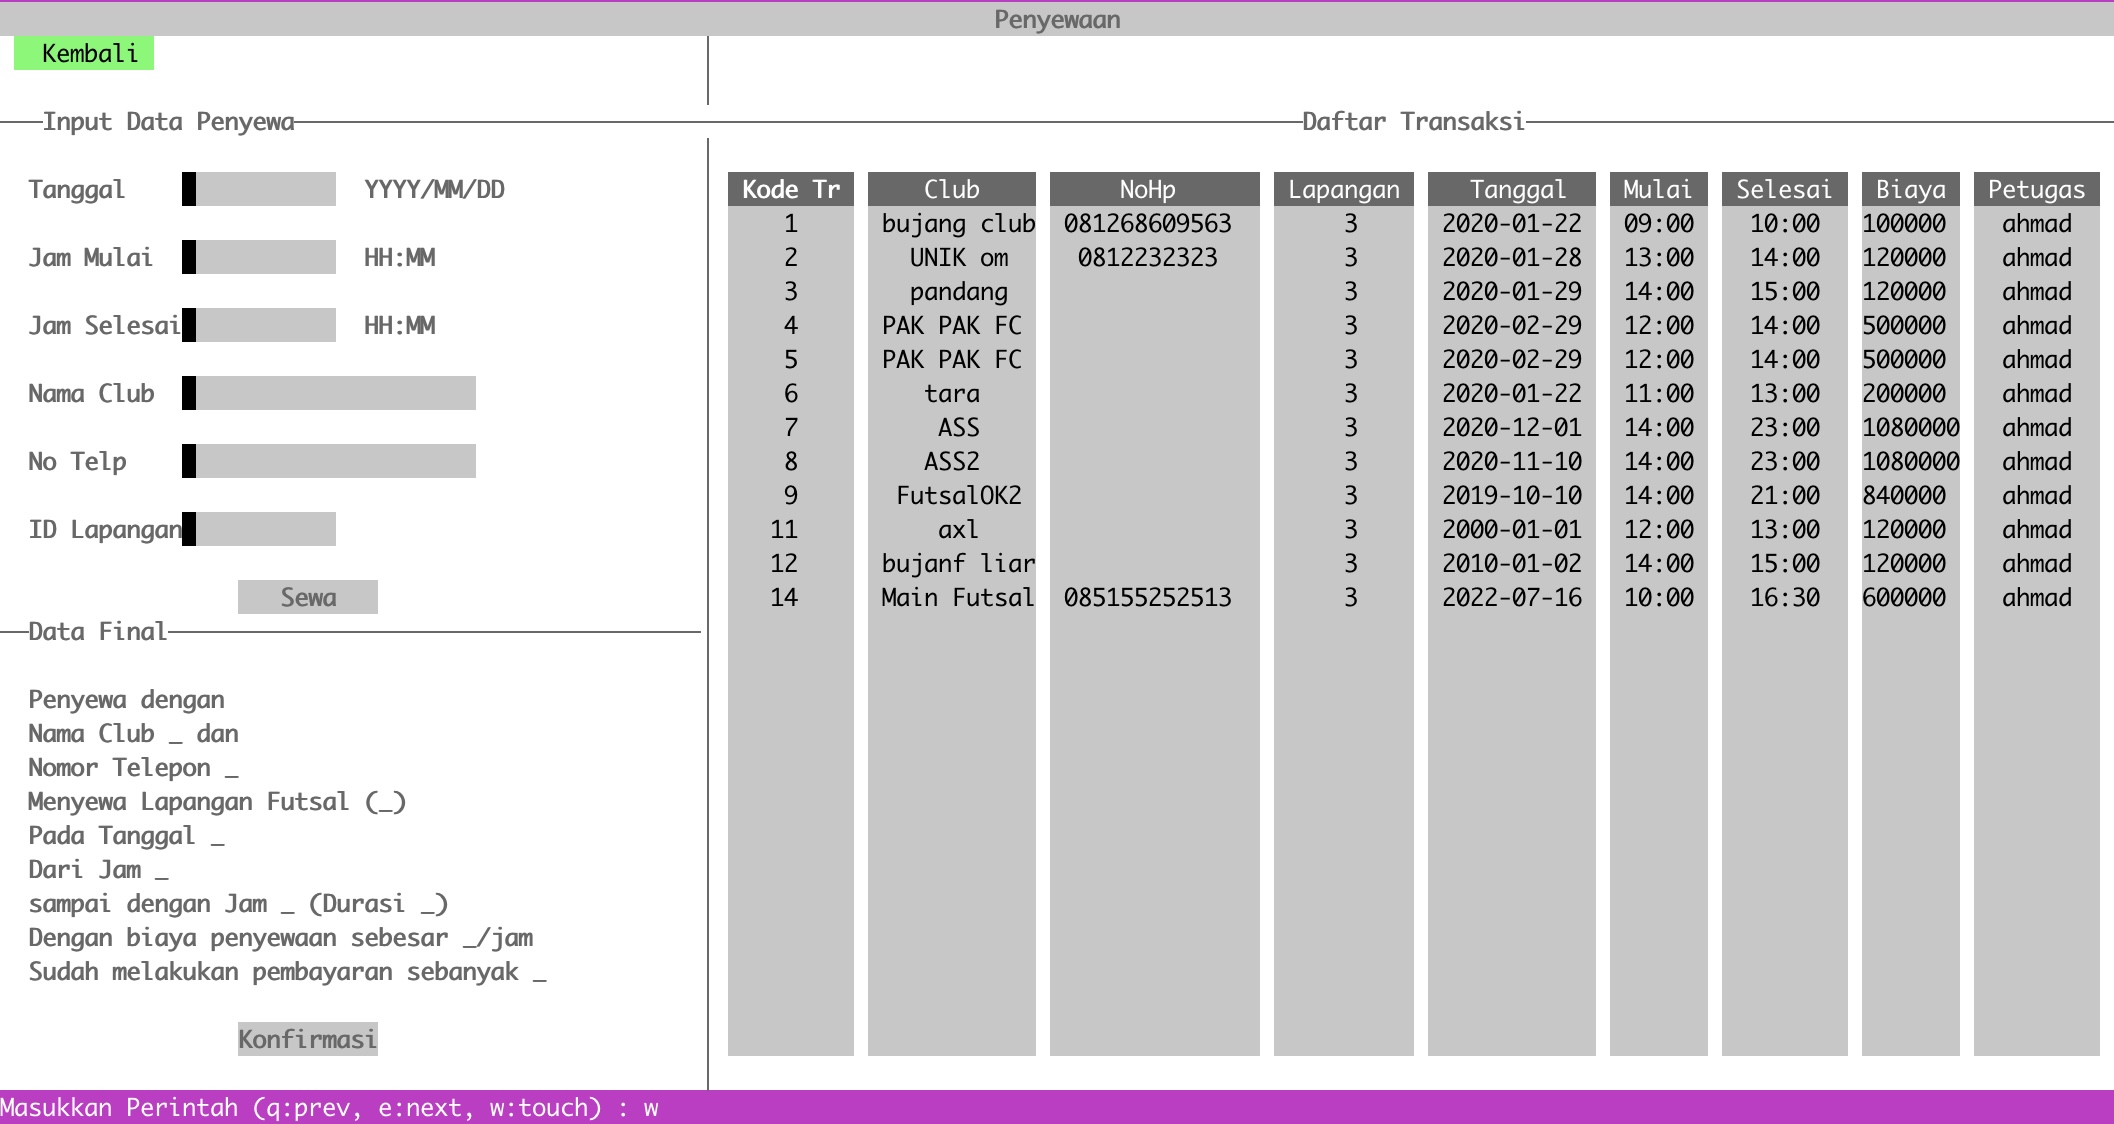 Penyewaan
Kembali
Input Data Penyewa
Tanggal YYYY/MM/DD
Jam Mulai HH:MM
Jam Selesai HH:MM
Nama Club
No Telp
ID Lapangan
Sewa
Data Final
Penyewa dengan
Nama Club _ dan
Nomor Telepon _
Menyewa Lapangan Futsal (_)
Pada Tanggal _
Dari Jam _
sampai dengan Jam _ (Durasi _)
Dengan biaya penyewaan sebesar _/jam
Sudah melakukan pembayaran sebanyak _
Konfirmasi
Daftar Transaksi
Kode Tr Club NoHp Lapangan Tanggal Mulai Selesai Biaya Petugas
1 bujang club 081268609563 3 2020-01-22 09:00 10:00 100000 ahmad
2 UNIK om 0812232323 3 2020-01-28 13:00 14:00 120000 ahmad
3 pandang 3 2020-01-29 14:00 15:00 120000 ahmad
4 PAK PAK FC 3 2020-02-29 12:00 14:00 500000 ahmad
5 PAK PAK FC 3 2020-02-29 12:00 14:00 500000 ahmad
6 tara 3 2020-01-22 11:00 13:00 200000 ahmad
7 ASS 3 2020-12-01 14:00 23:00 1080000 ahmad
8 ASS2 3 2020-11-10 14:00 23:00 1080000 ahmad
9 FutsalOK2 3 2019-10-10 14:00 21:00 840000 ahmad
11 axl 3 2000-01-01 12:00 13:00 120000 ahmad
12 bujanf liar 3 2010-01-02 14:00 15:00 120000 ahmad
14 Main Futsal 085155252513 3 2022-07-16 10:00 16:30 600000 ahmad
Masukkan Perintah (q:prev, e:next, w:touch) : w